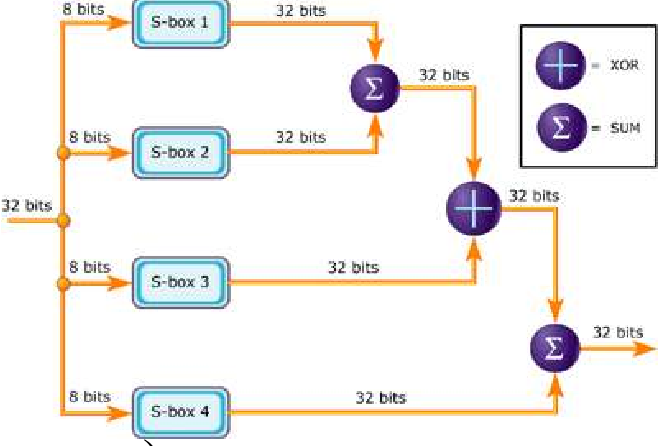 8 bits
S-box 1
32 bits
Σ
32 bits
= XOR
Σ = SUM
8 bits
S-box 2
32 bits
32 bits
32 bits
8 bits
S-box 3
32 bits
Σ
32 bits
8 bits
S-box 4
32 bits